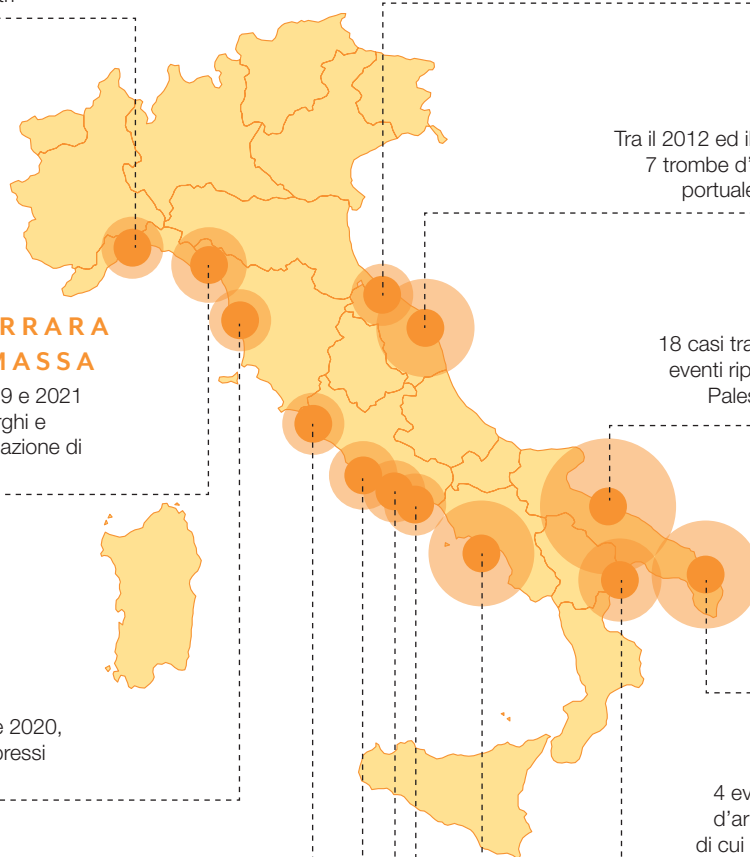 Tra il 2012 ed il
7 trombe d'
portuale
RRARA
MASSA
9 e 2021
rghi e
azione di
18 casi tra
eventi rip
Pales
e 2020,
pressi
4 ev
d'ar
di cui